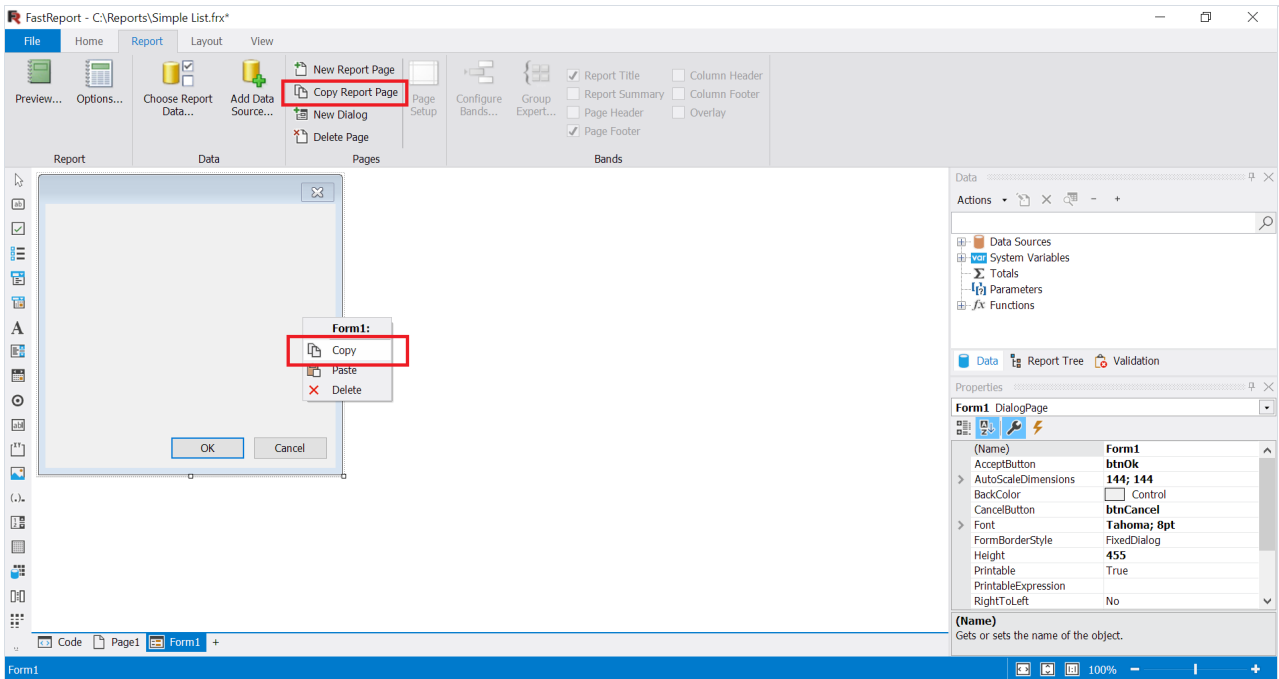 FastReport - C:\Reports\Simple List.frx*
File Home Report Layout View
Preview... Options... Choose Report Data... Add Data Source...
New Report Page
Copy Report Page
New Dialog
Delete Page
Page Setup
Configure Bands... Group Expert...
Report Title Column Header
Report Summary Column Footer
Page Header Overlay
Page Footer
Report Data Pages Bands
Form1:
Copy
Paste
Delete
OK Cancel
Data
Actions
Data Sources
var System Variables
Totals
Parameters
fx Functions
Data Report Tree Validation
Properties
Form1 DialogPage
(Name) Form1
AcceptButton btnOk
AutoScaleDimensions 144; 144
BackColor Control
CancelButton btnCancel
Font Tahoma; 8pt
FormBorderStyle FixedDialog
Height 455
Printable True
PrintableExpression
RightToLeft No
(Name)
Gets or sets the name of the object.
Code Page1 Form1 +
Form1 100%